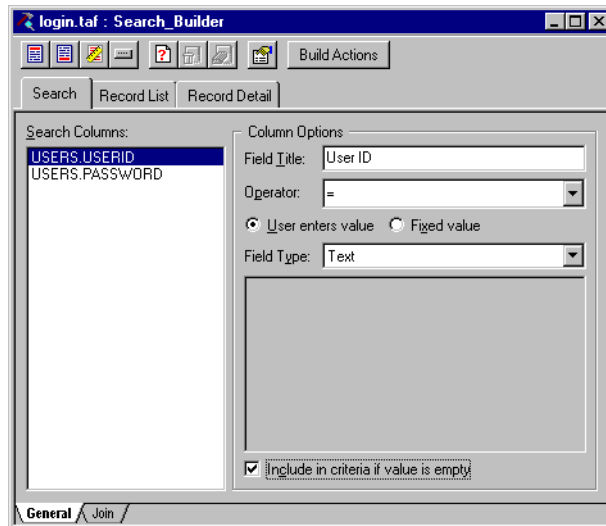 login.taf : Search_Builder
Build Actions
Search Record List Record Detail
Search Columns:
USERS.USERID
USERS.PASSWORD
Column Options
Field Title: User ID
Operator: =
User enters value Fixed value
Field Type: Text
Include in criteria if value is empty
General Join